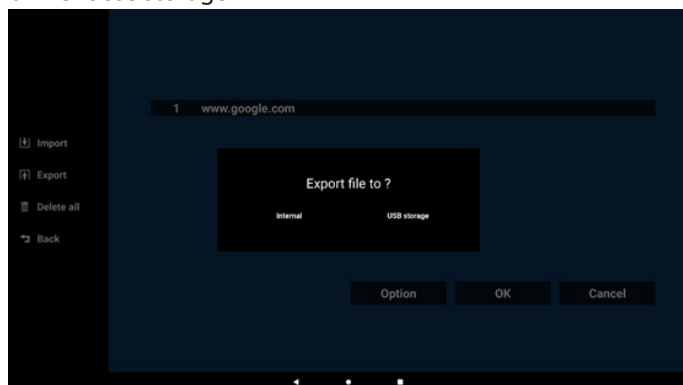 1 www.google.com
Import
Export
Delete all
Back
Export file to ?
Internal USB storage
Option OK Cancel